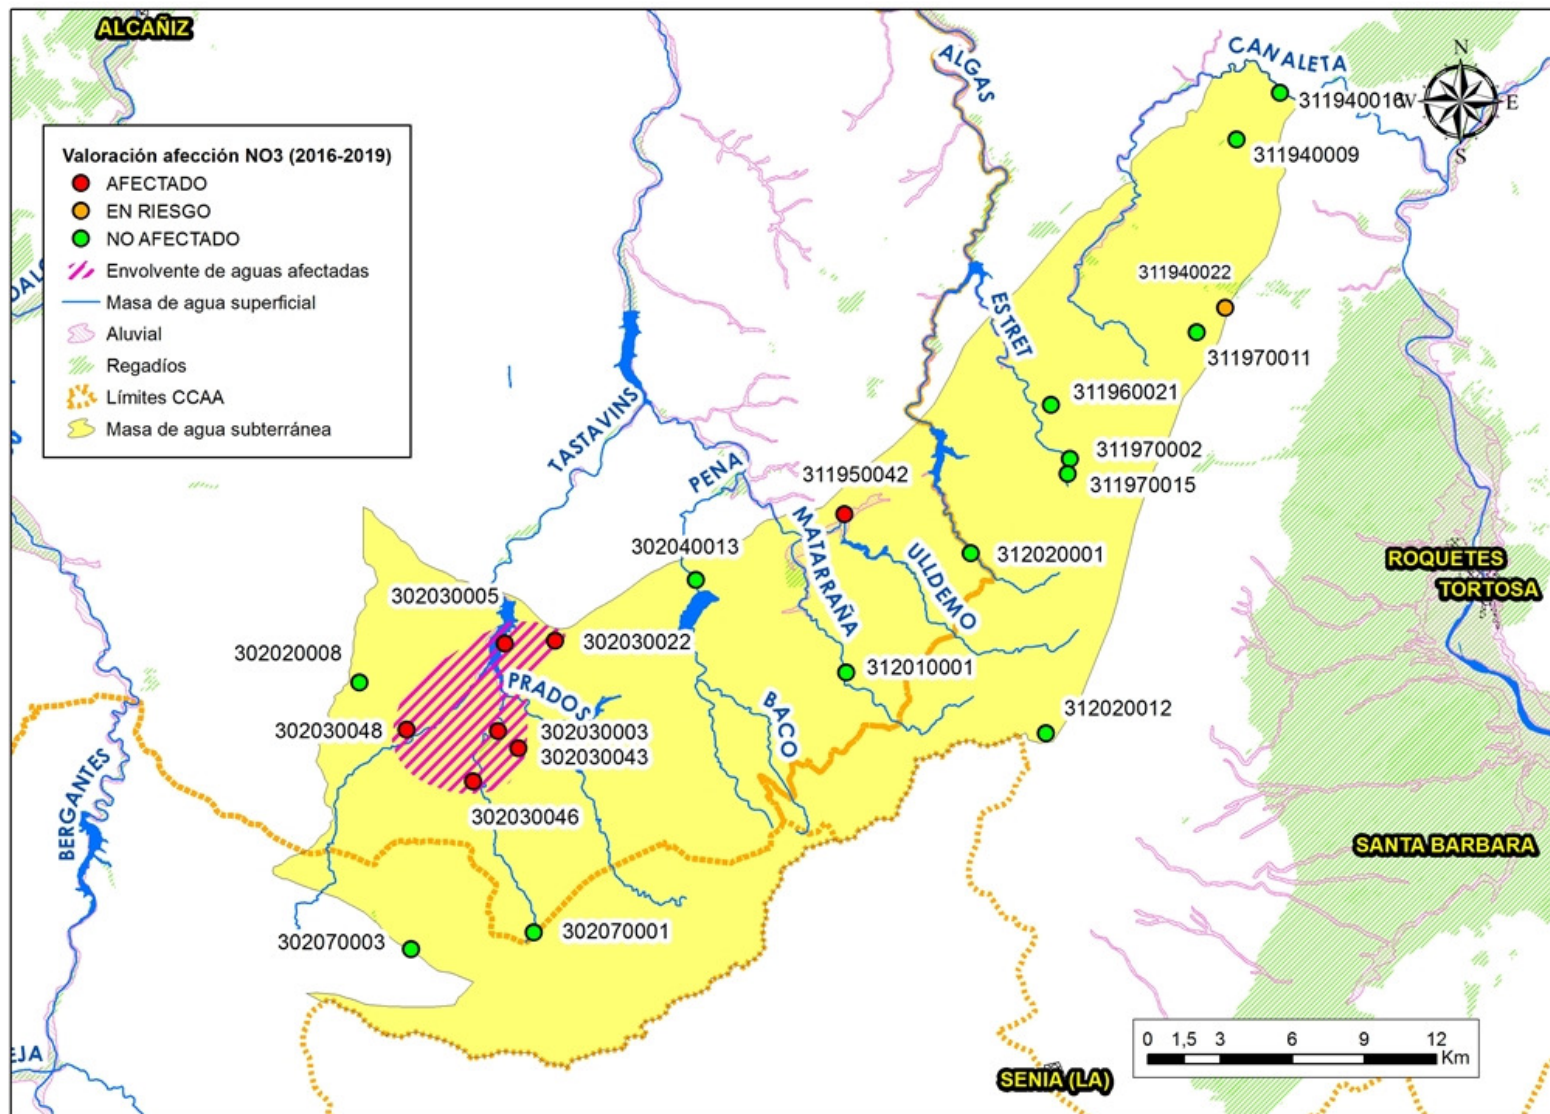 ALCAÑIZ
ALGAS
CANALETA
N
W
E
S
311940016
311940009
Valoración afección NO3 (2016-2019)
AFECTADO
EN RIESGO
NO AFECTADO
Envolvente de aguas afectadas
Masa de agua superficial
Aluvial
Regadíos
Límites CCAA
Masa de agua subterránea
311940022
ESTRET
311970011
311960021
TASTAVINS
PENA
311970002
311970015
311950042
MATARRAÑA
302040013
312020001
ULLDEMO
ROQUETES
TORTOSA
302030005
302030022
302020008
312010001
PRADOS
BACO
302030048
302030003
302030043
312020012
BERGANTES
302030046
SANTA BARBARA
302070003
302070001
EJA
SENIA (LA)
0 1,5 3 6 9 12
Km